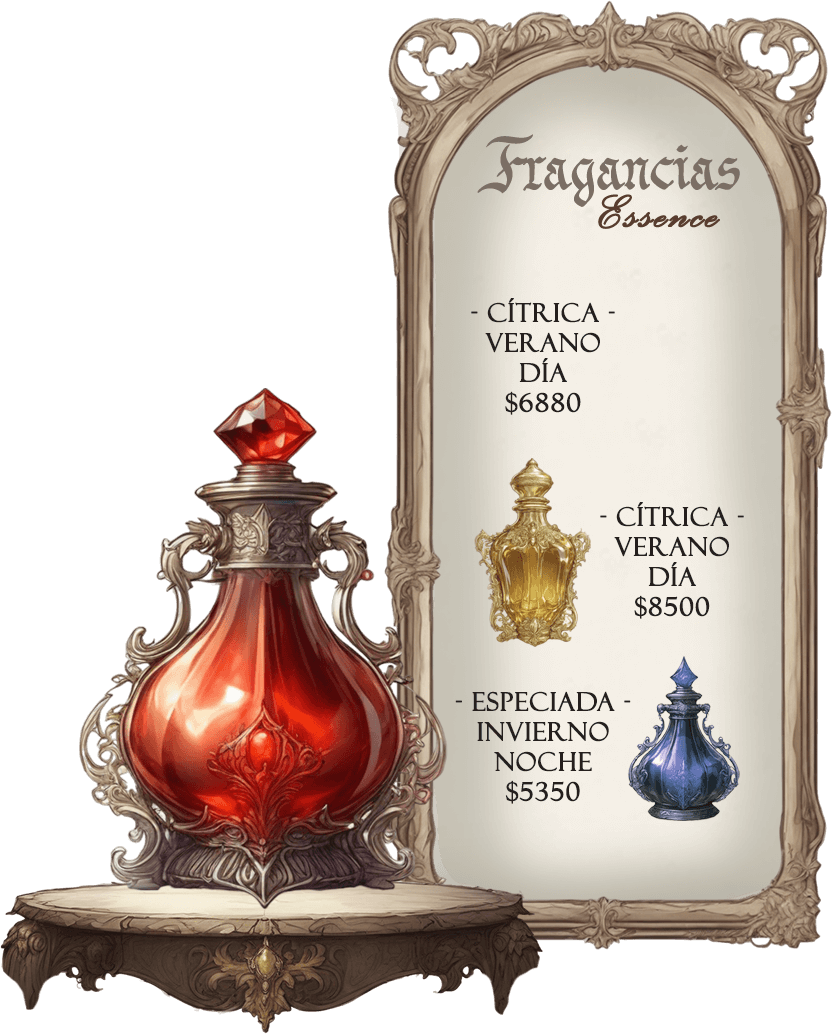 Fragancias
Essence
- CÍTRICA -
VERANO
DÍA
$6880
- CÍTRICA -
VERANO
DÍA
$8500
- ESPECIADA -
INVIERNO
NOCHE
$5350